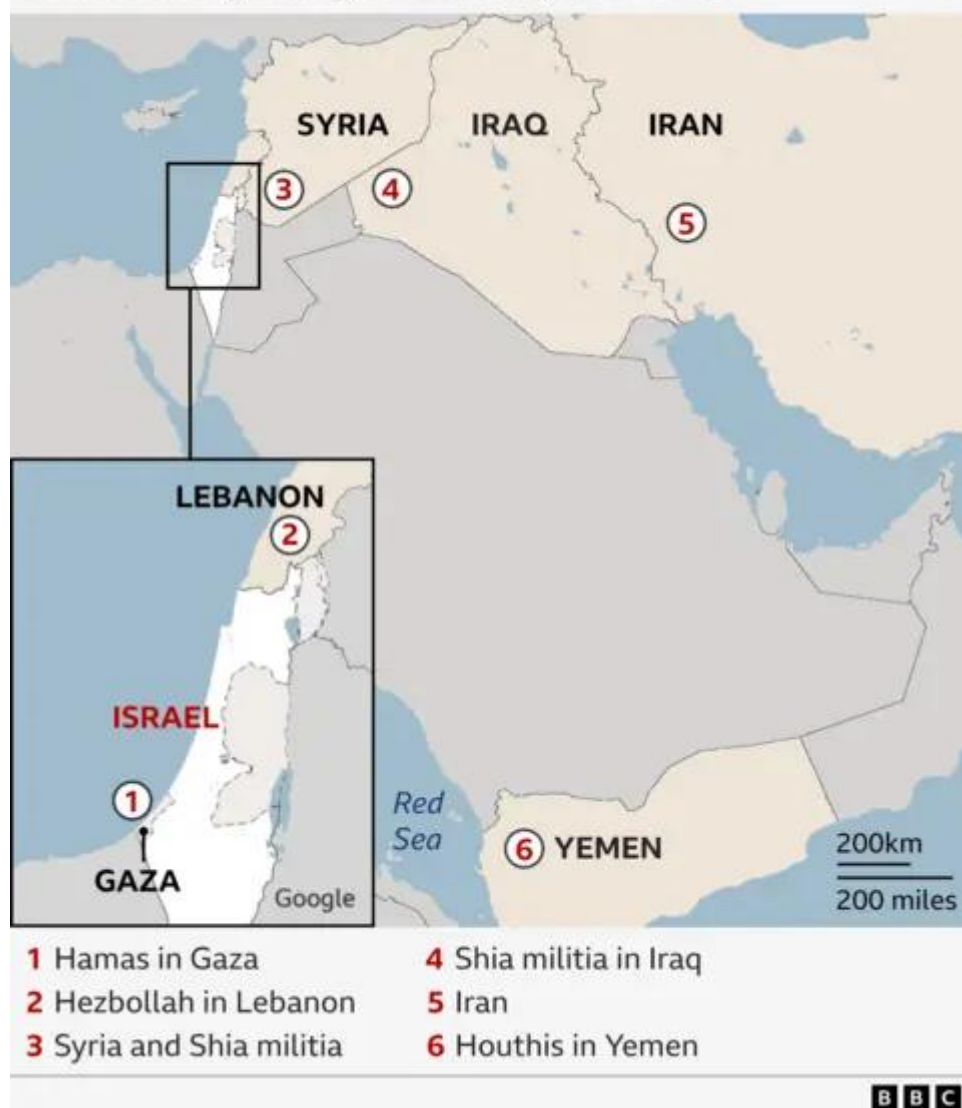 SYRIA
IRAQ
IRAN
3
4
5
LEBANON
2
ISRAEL
1
GAZA
Google
Red
Sea
6 YEMEN
200km
200 miles
1 Hamas in Gaza
2 Hezbollah in Lebanon
3 Syria and Shia militia
4 Shia militia in Iraq
5 Iran
6 Houthis in Yemen
BBC